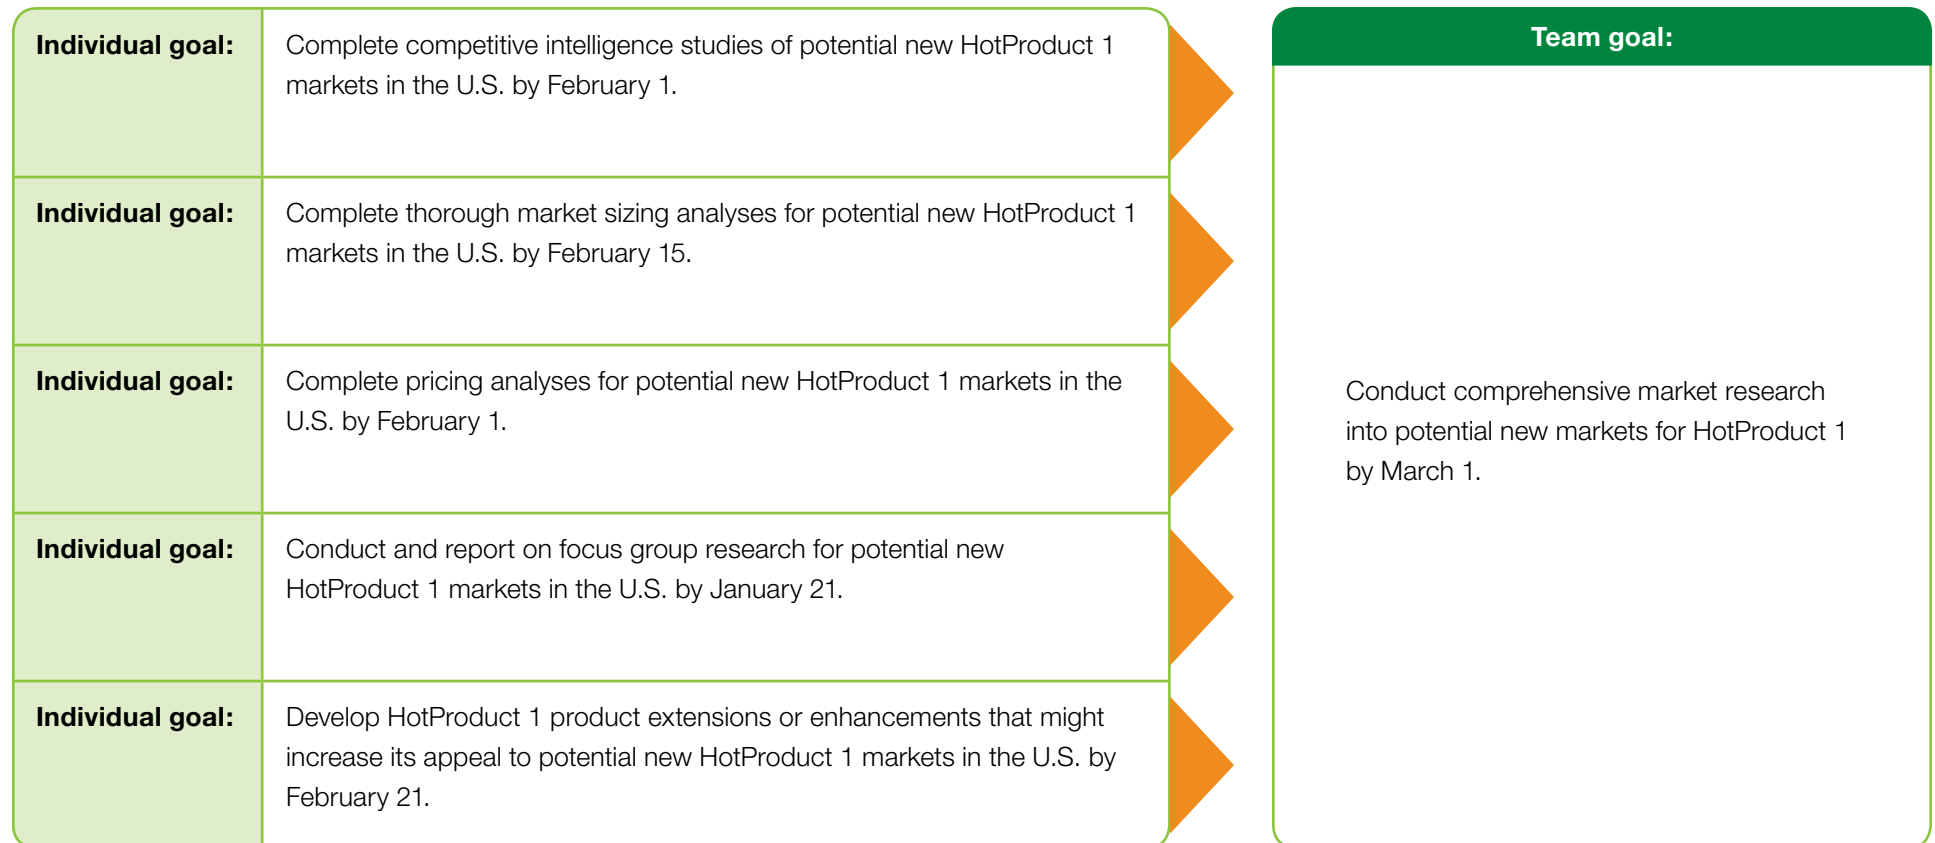 Individual goal:
Complete competitive intelligence studies of potential new HotProduct 1
markets in the U.S. by February 1.
Individual goal:
Complete thorough market sizing analyses for potential new HotProduct 1
markets in the U.S. by February 15.
Individual goal:
Complete pricing analyses for potential new HotProduct 1 markets in the
U.S. by February 1.
Individual goal:
Conduct and report on focus group research for potential new
HotProduct 1 markets in the U.S. by January 21.
Individual goal:
Develop HotProduct 1 product extensions or enhancements that might
increase its appeal to potential new HotProduct 1 markets in the U.S. by
February 21.
Team goal:
Conduct comprehensive market research
into potential new markets for HotProduct 1
by March 1.